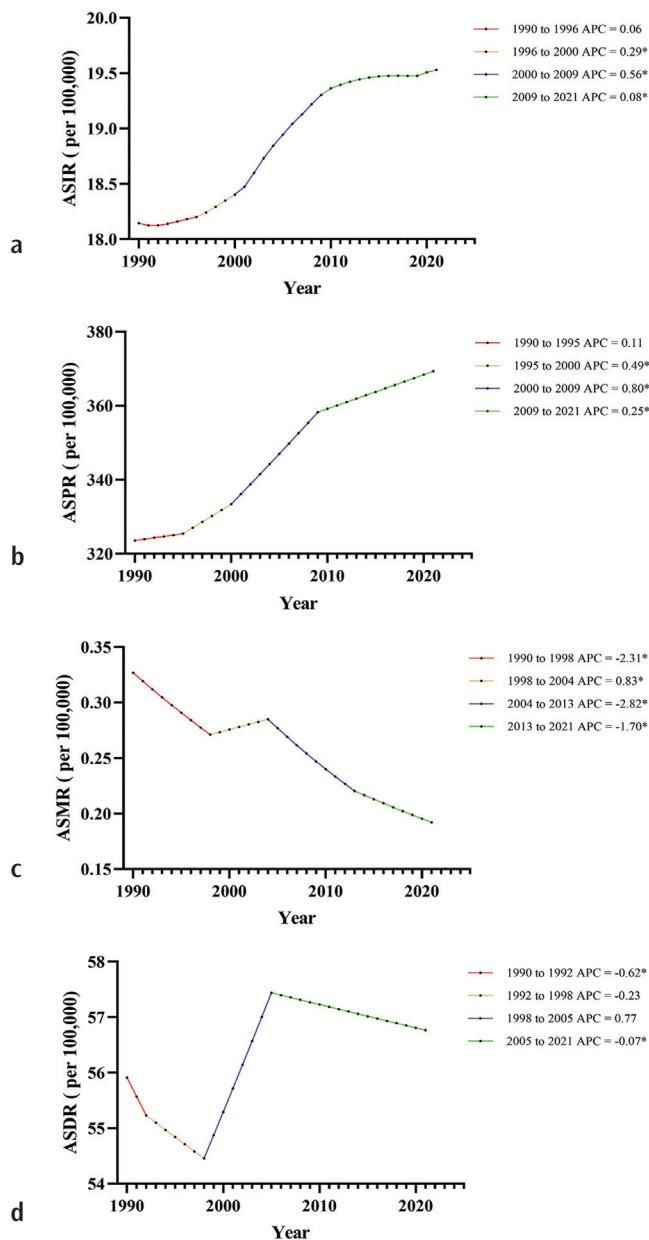 20.0
19.5
19.0
18.5
18.0
ASIR ( per 100,000)
1990 2000 2010 2020
Year
1990 to 1996 APC = 0.06
1996 to 2000 APC = 0.29*
2000 to 2009 APC = 0.56*
2009 to 2021 APC = 0.08*
a
380
360
340
320
ASPR ( per 100,000)
1990 2000 2010 2020
Year
1990 to 1995 APC = 0.11
1995 to 2000 APC = 0.49*
2000 to 2009 APC = 0.80*
2009 to 2021 APC = 0.25*
b
0.35
0.30
0.25
0.20
0.15
ASMR ( per 100,000)
1990 2000 2010 2020
Year
1990 to 1998 APC = -2.31*
1998 to 2004 APC = 0.83*
2004 to 2013 APC = -2.82*
2013 to 2021 APC = -1.70*
c
58
57
56
55
54
ASDR ( per 100,000)
1990 2000 2010 2020
Year
1990 to 1992 APC = -0.62*
1992 to 1998 APC = -0.23
1998 to 2005 APC = 0.77
2005 to 2021 APC = -0.07*
d